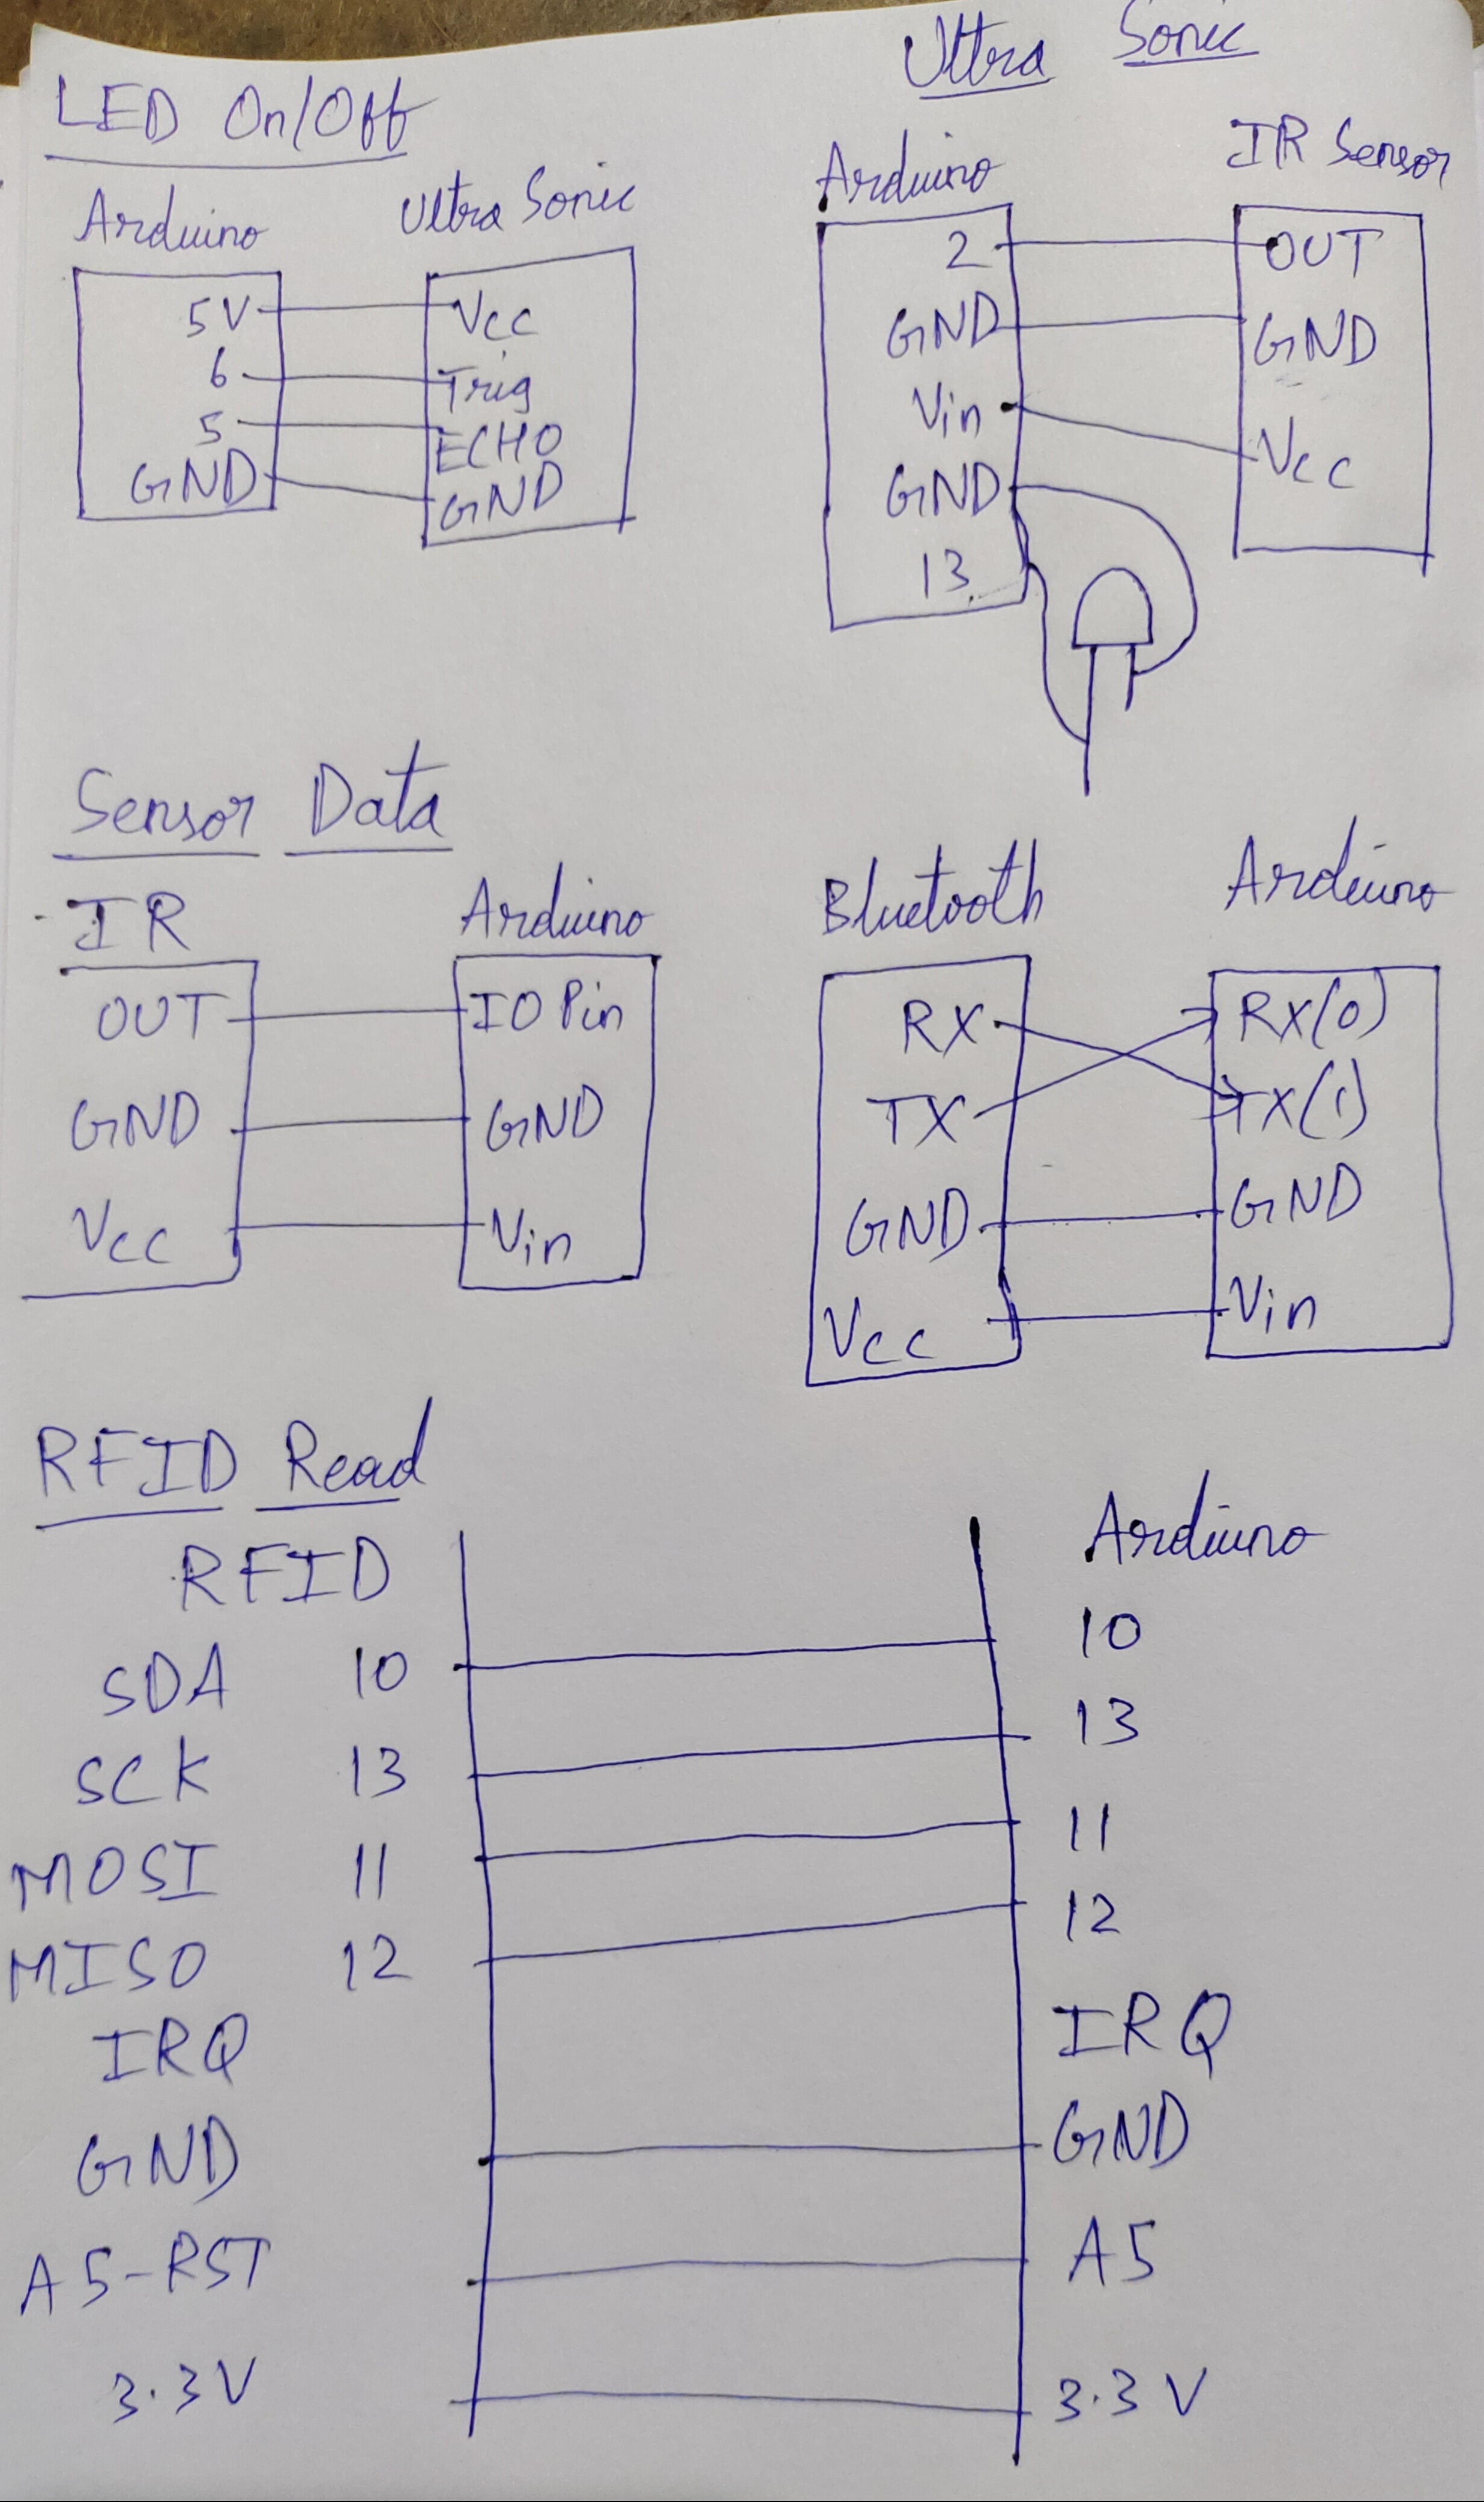 LED On/Off
Arduino
Ultra Sonic
5V
Vcc
6
Trig
5
ECHO
GND
GND
Ultra Sonic
Arduino
IR Sensor
2
OUT
GND
GND
Vin
Vcc
GND
13
Sensor Data
IR
Arduino
OUT
IO Pin
GND
GND
Vcc
Vin
Bluetooth
Arduino
RX
RX(0)
TX
TX(1)
GND
GND
Vcc
Vin
RFID Read
RFID
Arduino
SDA 10
10
SCK 13
13
MOSI 11
11
MISO 12
12
IRQ
IRQ
GND
GND
A5-RST
A5
3.3V
3.3V